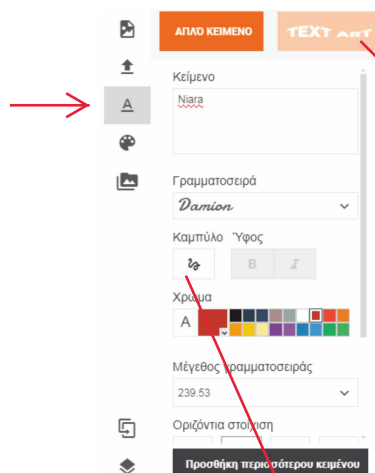 ΑΠΛΟ ΚΕΙΜΕΝΟ
TEXT ART
Κείμενο
Niara
Γραμματοσειρά
Damion
Καμπύλο Ύφος
B I
Χρώμα
A
Μέγεθος γραμματοσειράς
239.53
Οριζόντια στοίχιση
Προσθήκη περισσότερου κειμένου